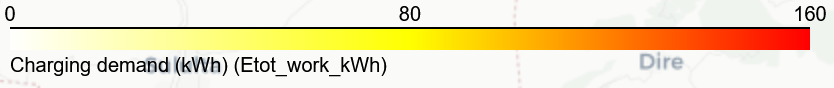 0 80 160
Charging demand (kWh) (Etot_work_kWh)
Dire